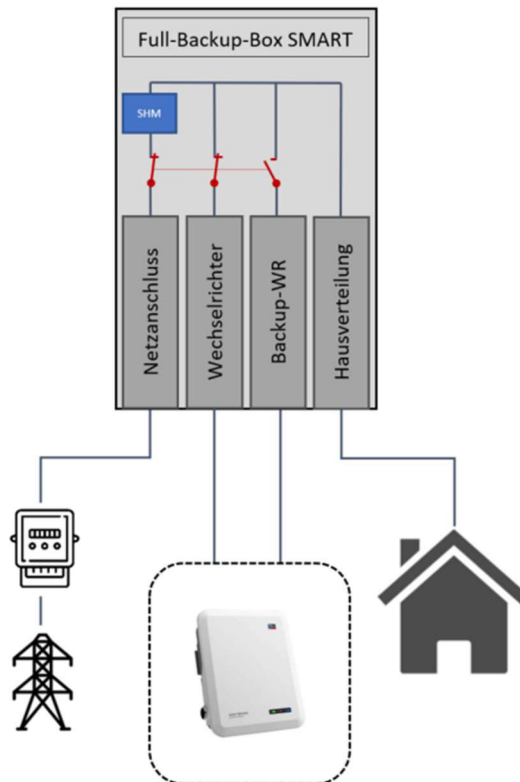 Full-Backup-Box SMART
SHM
Netzanschluss
Wechselrichter
Backup-WR
Hausverteilung